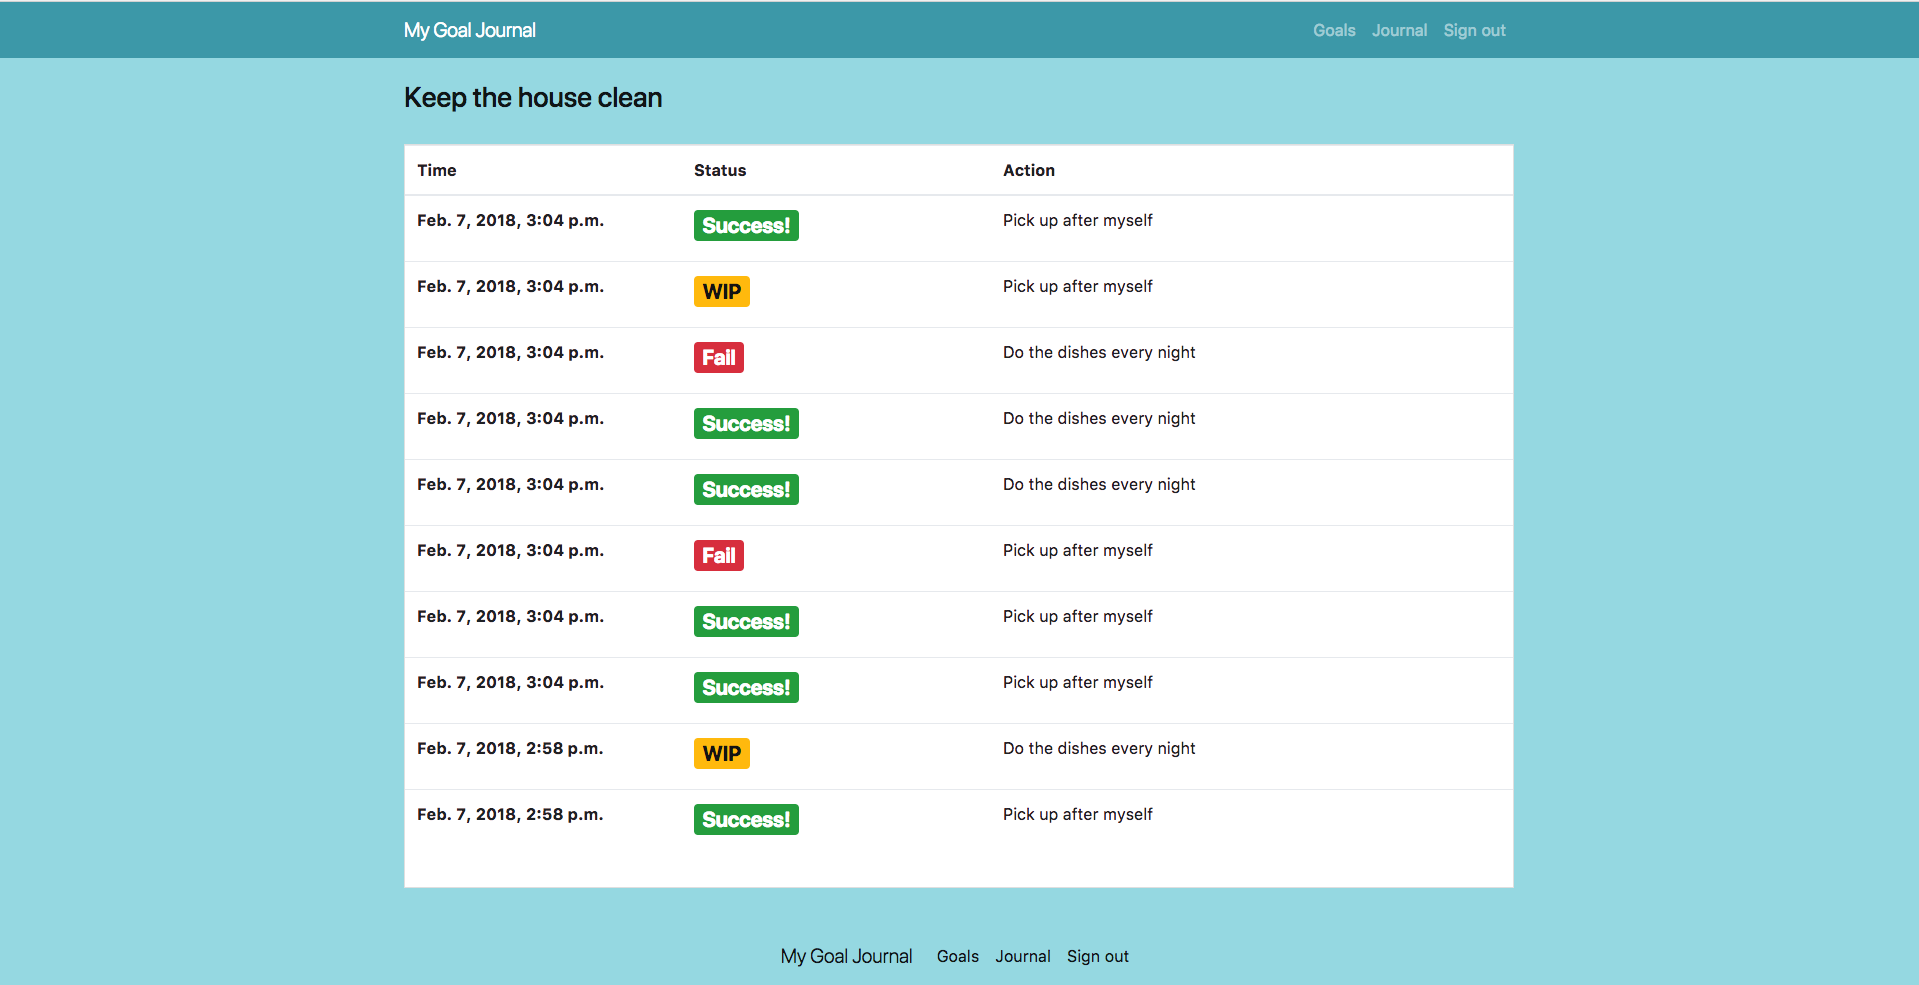 My Goal Journal Goals Journal Sign out
Keep the house clean
Time Status Action
Feb. 7, 2018, 3:04 p.m. Success! Pick up after myself
Feb. 7, 2018, 3:04 p.m. WIP Pick up after myself
Feb. 7, 2018, 3:04 p.m. Fail Do the dishes every night
Feb. 7, 2018, 3:04 p.m. Success! Do the dishes every night
Feb. 7, 2018, 3:04 p.m. Success! Do the dishes every night
Feb. 7, 2018, 3:04 p.m. Fail Pick up after myself
Feb. 7, 2018, 3:04 p.m. Success! Pick up after myself
Feb. 7, 2018, 3:04 p.m. Success! Pick up after myself
Feb. 7, 2018, 2:58 p.m. WIP Do the dishes every night
Feb. 7, 2018, 2:58 p.m. Success! Pick up after myself
My Goal Journal Goals Journal Sign out